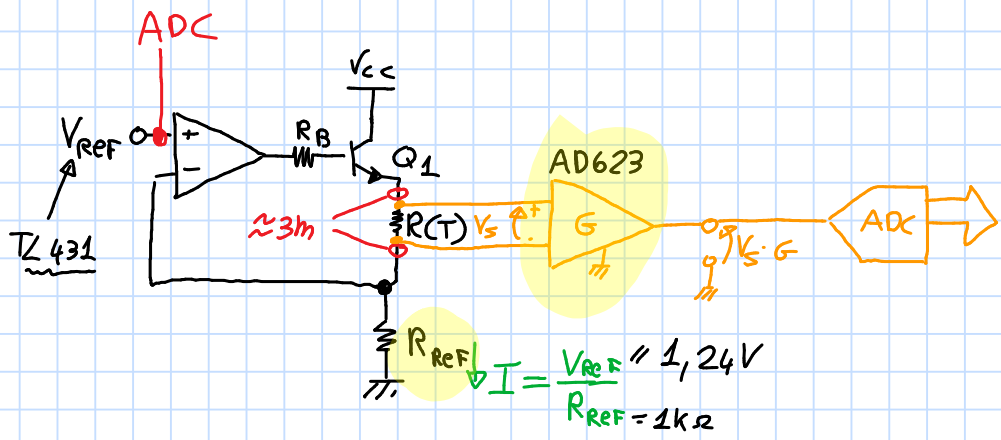 ADC
Vcc
VRef
+
−
RB
Q1
AD623
TL431
≈3m
R(T)
Vs
+
-
G
Vs·G
ADC
RRef
I = VRef / RRef
" 1,24V
= 1kΩ